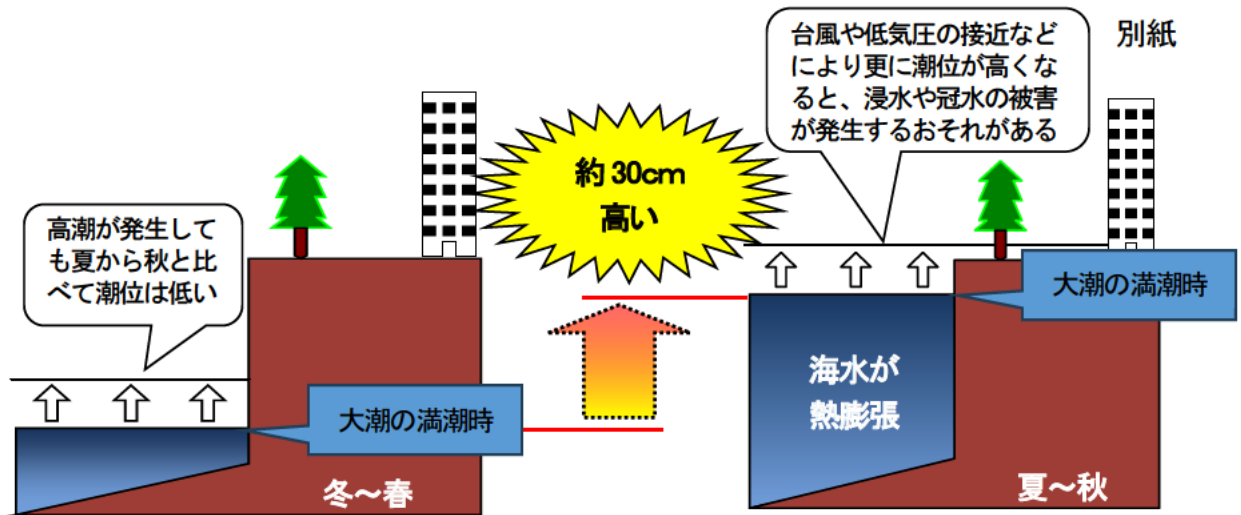 別紙
高潮が発生して
も夏から秋と比
べて潮位は低い
大潮の満潮時
冬～春
約30cm
高い
台風や低気圧の接近など
により更に潮位が高くな
ると、浸水や冠水の被害
が発生するおそれがある
大潮の満潮時
海水が
熱膨張
夏～秋